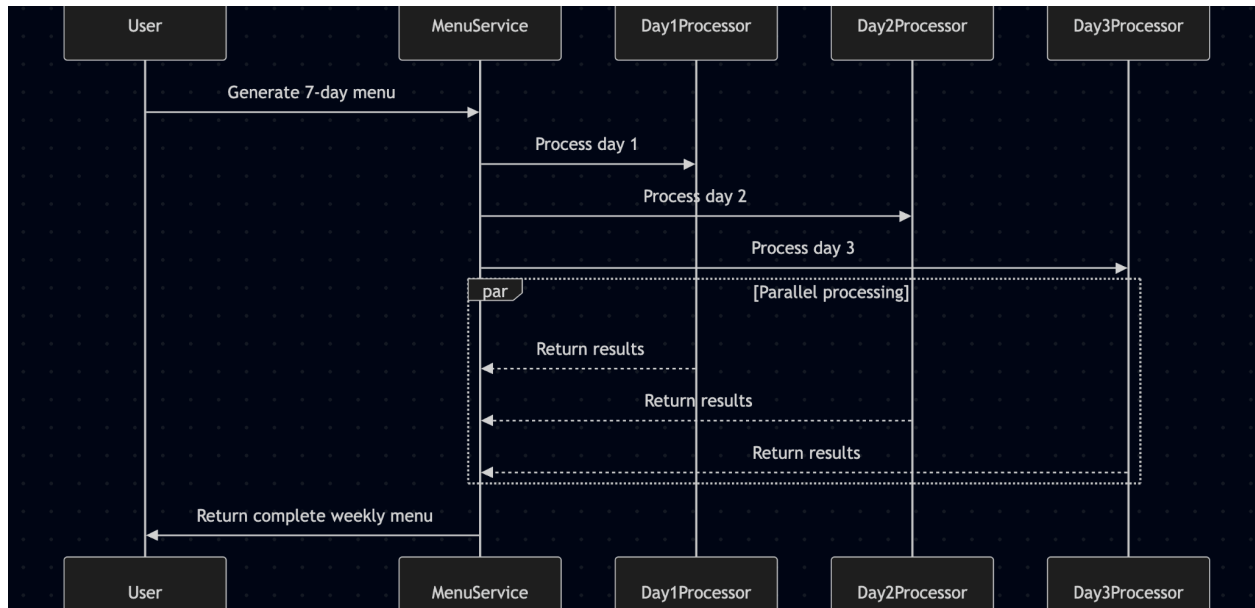 User
MenuService
Day1Processor
Day2Processor
Day3Processor
Generate 7-day menu
Process day 1
Process day 2
Process day 3
par
[Parallel processing]
Return results
Return results
Return results
Return complete weekly menu
User
MenuService
Day1Processor
Day2Processor
Day3Processor